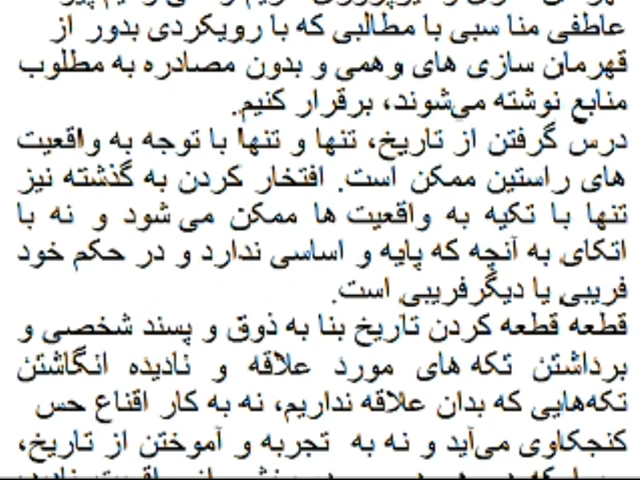 عاطفی مناسبی با مطالبی که با رویکردی بدور از
قهرمان سازی های وهمی و بدون مصادره به مطلوب
منابع نوشته می‌شوند، برقرار کنیم.
درس گرفتن از تاریخ، تنها و تنها با توجه به واقعیت
های راستین ممکن است. افتخار کردن به گذشته نیز
تنها با تکیه به واقعیت ها ممکن می شود و نه با
اتکای به آنچه که پایه و اساسی ندارد و در حکم خود
فریبی یا دیگرفریبی است.
قطعه قطعه کردن تاریخ بنا به ذوق و پسند شخصی و
برداشتن تکه های مورد علاقه و نادیده انگاشتن
تکه‌هایی که بدان علاقه نداریم، نه به کار اقناع حس
کنجکاوی می‌آید و نه به تجربه و آموختن از تاریخ،